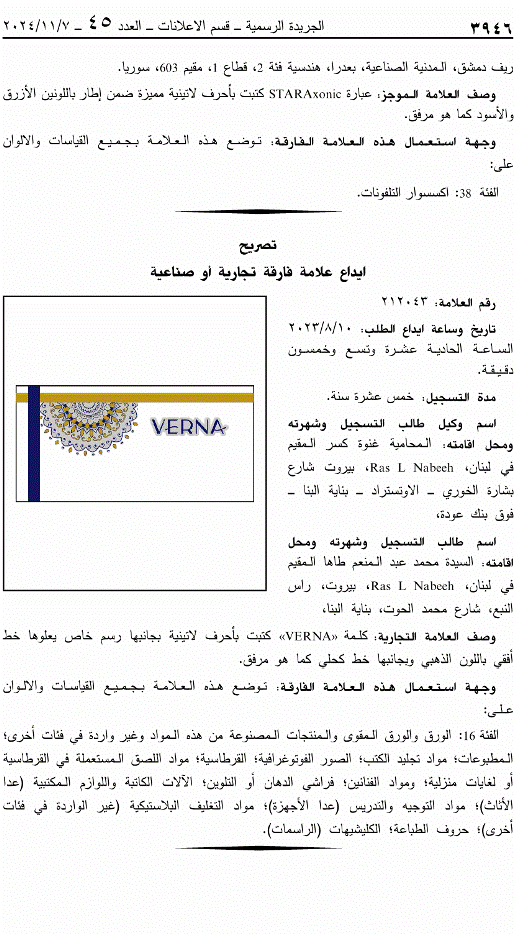 ٣٩٤٦ الجريدة الرسمية ــ قسم الاعلانات ــ العدد ٤٥ ــ ٢٠٢٤/١١/٧
ريف دمشق، المدنية الصناعية، بعدرا، هندسية فئة 2، قطاع 1، مقيم 603، سوريا.
وصف العلامة الموجز: عبارة STARAxonic كتبت بأحرف لاتينية مميزة ضمن إطار باللونين الأزرق
والأسود كما هو مرفق.
وجهة استعمال هذه العلامة الفارقة: توضع هذه العلامة بجميع القياسات والالوان
على:
الفئة 38: اكسسوار التلفونات.
تصريح
ايداع علامة فارقة تجارية أو صناعية
رقم العلامة: ٢١٢٠٤٣
تاريخ وساعة ايداع الطلب: ٢٠٢٣/٨/١٠
الساعة الحادية عشرة وتسع وخمسون
دقيقة.
مدة التسجيل: خمس عشرة سنة.
اسم وكيل طالب التسجيل وشهرته
ومحل اقامته: المحامية غنوة كسر المقيم
في لبنان، Ras L Nabeeh، بيروت شارع
بشارة الخوري ــ الاوتستراد ــ بناية البنا ــ
فوق بنك عودة،
اسم طالب التسجيل وشهرته ومحل
اقامته: السيدة محمد عبد المنعم طاها المقيم
في لبنان، Ras L Nabeeh، بيروت، راس
النبع، شارع محمد الحوت، بناية البنا،
VERNA
وصف العلامة التجارية: كلمة «VERNA» كتبت بأحرف لاتينية بجانبها رسم خاص يعلوها خط
أفقي باللون الذهبي وبجانبها خط كحلي كما هو مرفق.
وجهة استعمال هذه العلامة الفارقة: توضع هذه العلامة بجميع القياسات والالوان
على:
الفئة 16: الورق والورق المقوى والمنتجات المصنوعة من هذه المواد وغير واردة في فئات أخرى؛
المطبوعات؛ مواد تجليد الكتب؛ الصور الفوتوغرافية؛ القرطاسية؛ مواد اللصق المستعملة في القرطاسية
أو لغايات منزلية؛ ومواد الفنانين؛ فراشي الدهان أو التلوين؛ الآلات الكاتبة واللوازم المكتبية (عدا
الأثاث)؛ مواد التوجيه والتدريس (عدا الأجهزة)؛ مواد التغليف البلاستيكية (غير الواردة في فئات
أخرى)؛ حروف الطباعة؛ الكليشيهات (الراسمات).